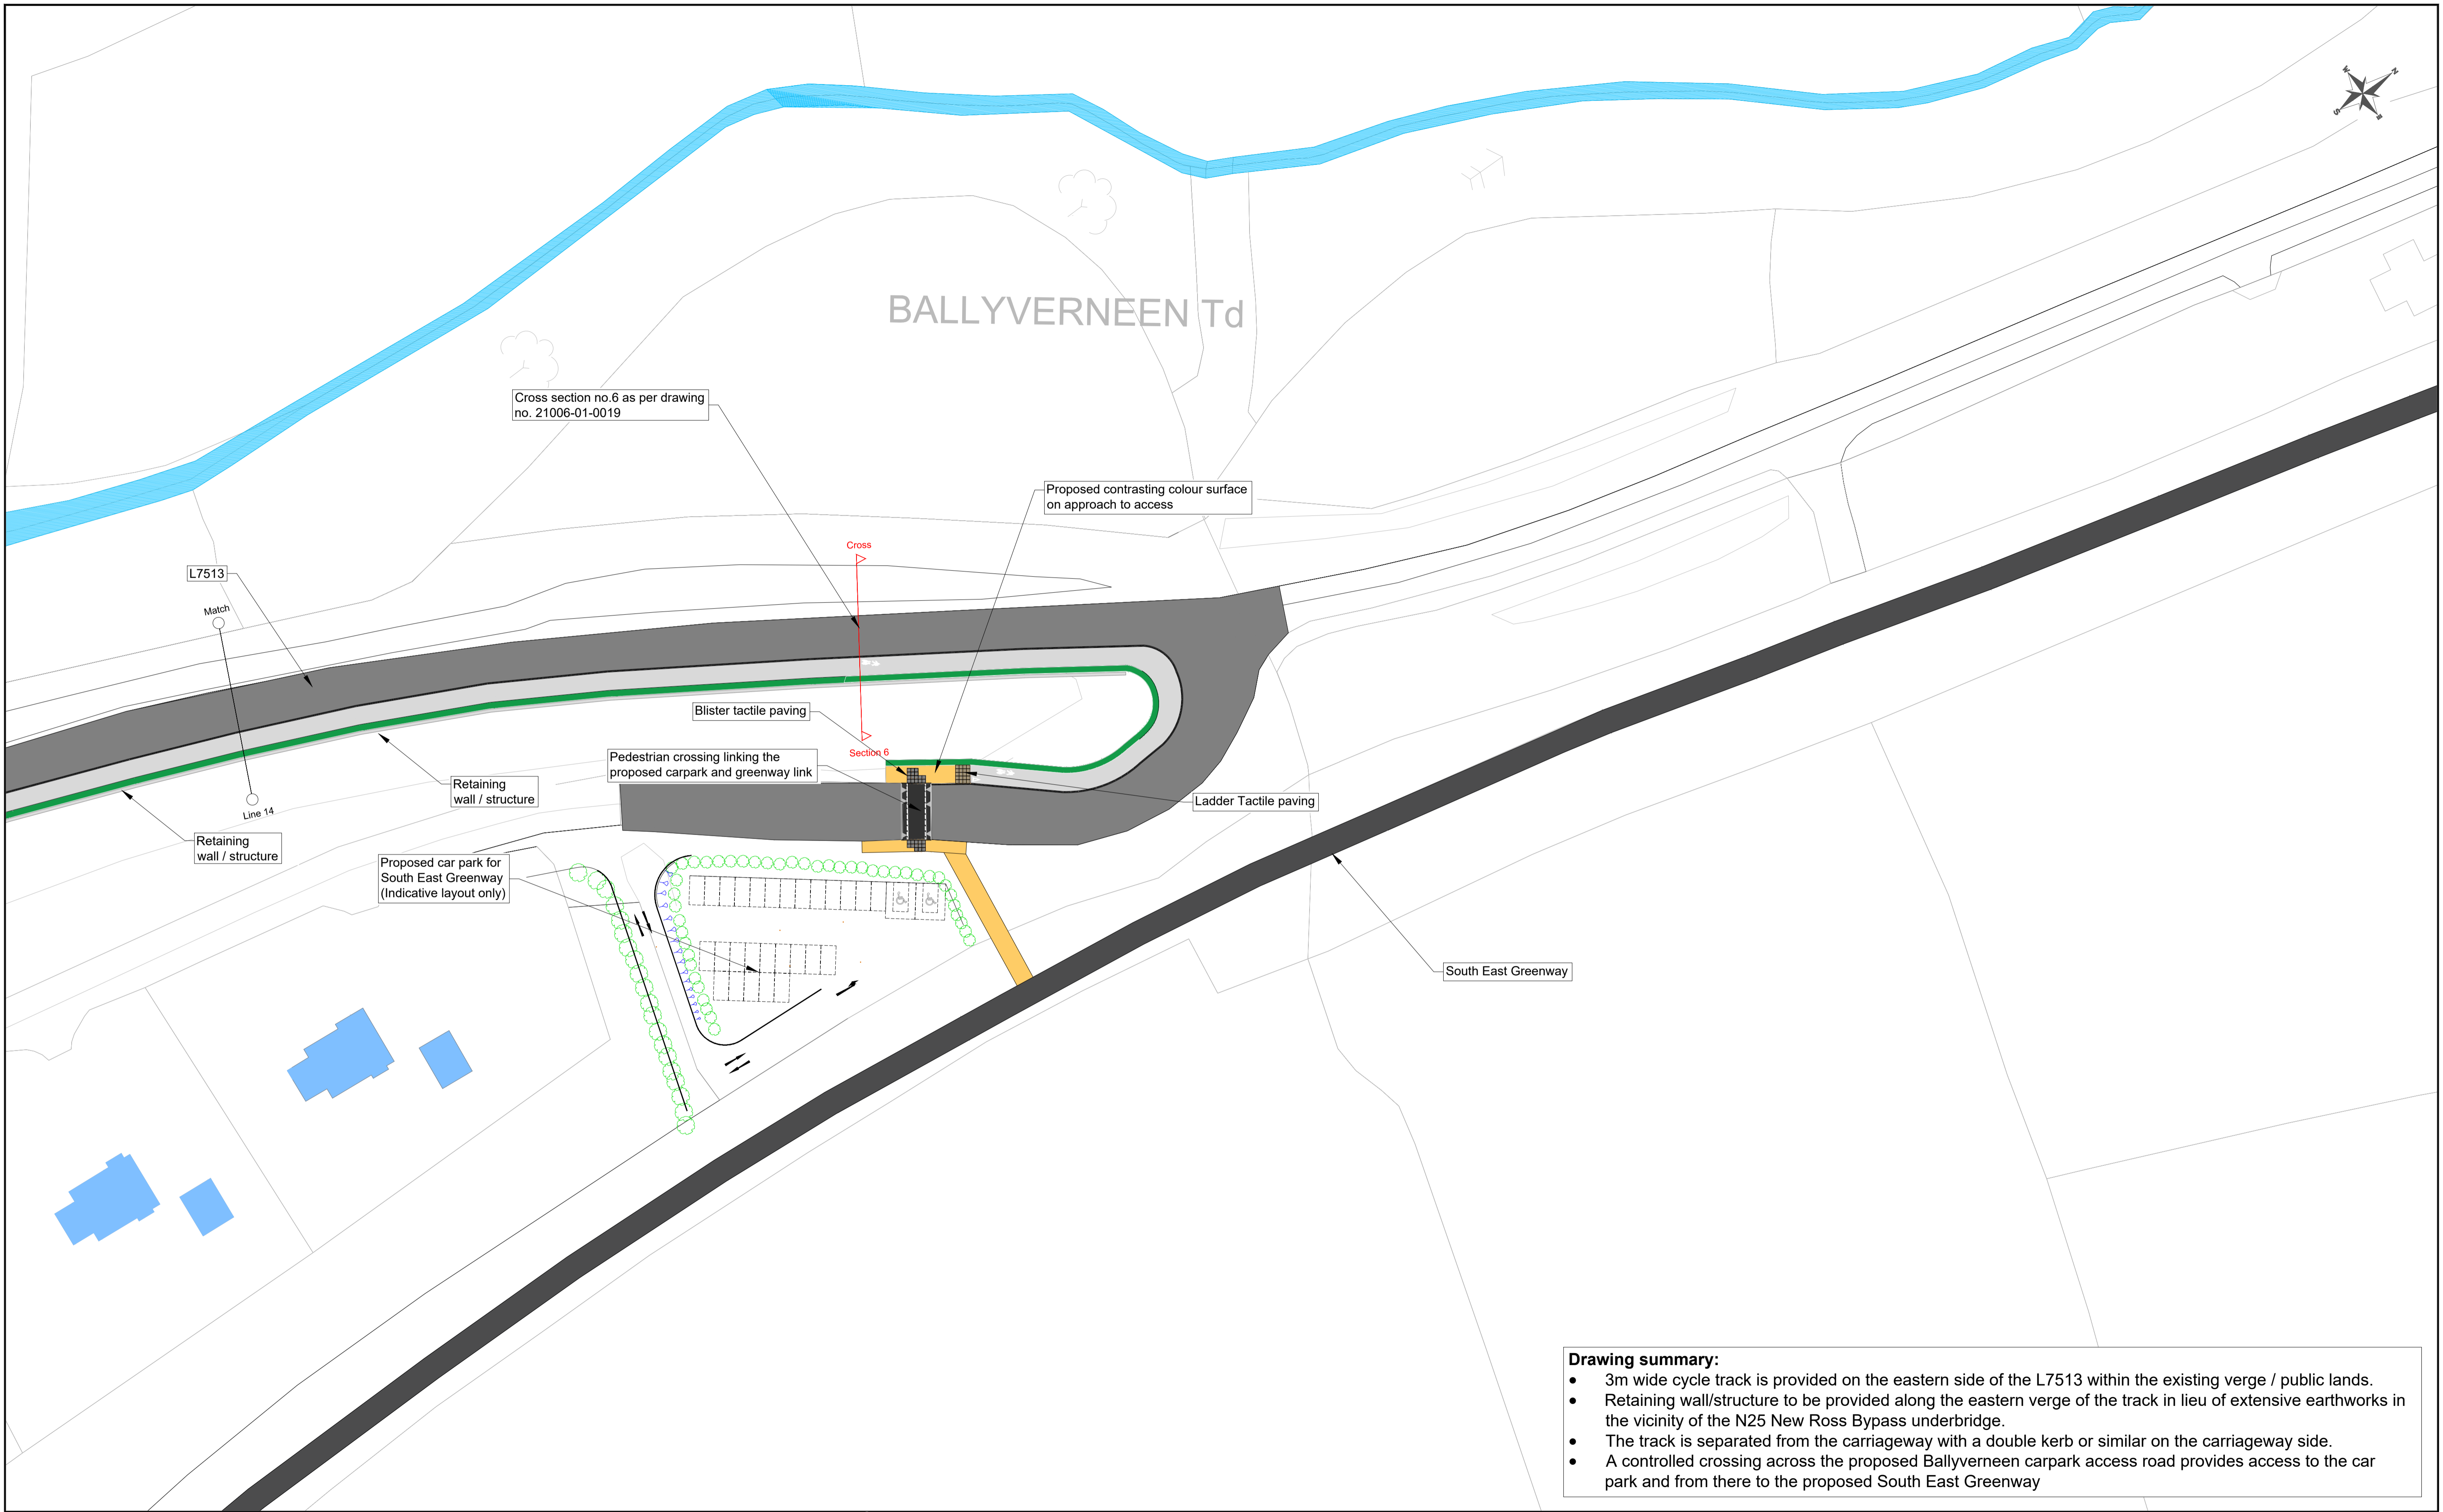 W
N
S
E
BALLYVERNEEN Td
Cross section no.6 as per drawing
no. 21006-01-0019
Proposed contrasting colour surface
on approach to access
Cross
L7513
Match
Blister tactile paving
Section 6
Pedestrian crossing linking the
proposed carpark and greenway link
Retaining
wall / structure
Ladder Tactile paving
Line 14
Retaining
wall / structure
Proposed car park for
South East Greenway
(Indicative layout only)
South East Greenway
Drawing summary:
● 3m wide cycle track is provided on the eastern side of the L7513 within the existing verge / public lands.
● Retaining wall/structure to be provided along the eastern verge of the track in lieu of extensive earthworks in
the vicinity of the N25 New Ross Bypass underbridge.
● The track is separated from the carriageway with a double kerb or similar on the carriageway side.
● A controlled crossing across the proposed Ballyverneen carpark access road provides access to the car
park and from there to the proposed South East Greenway